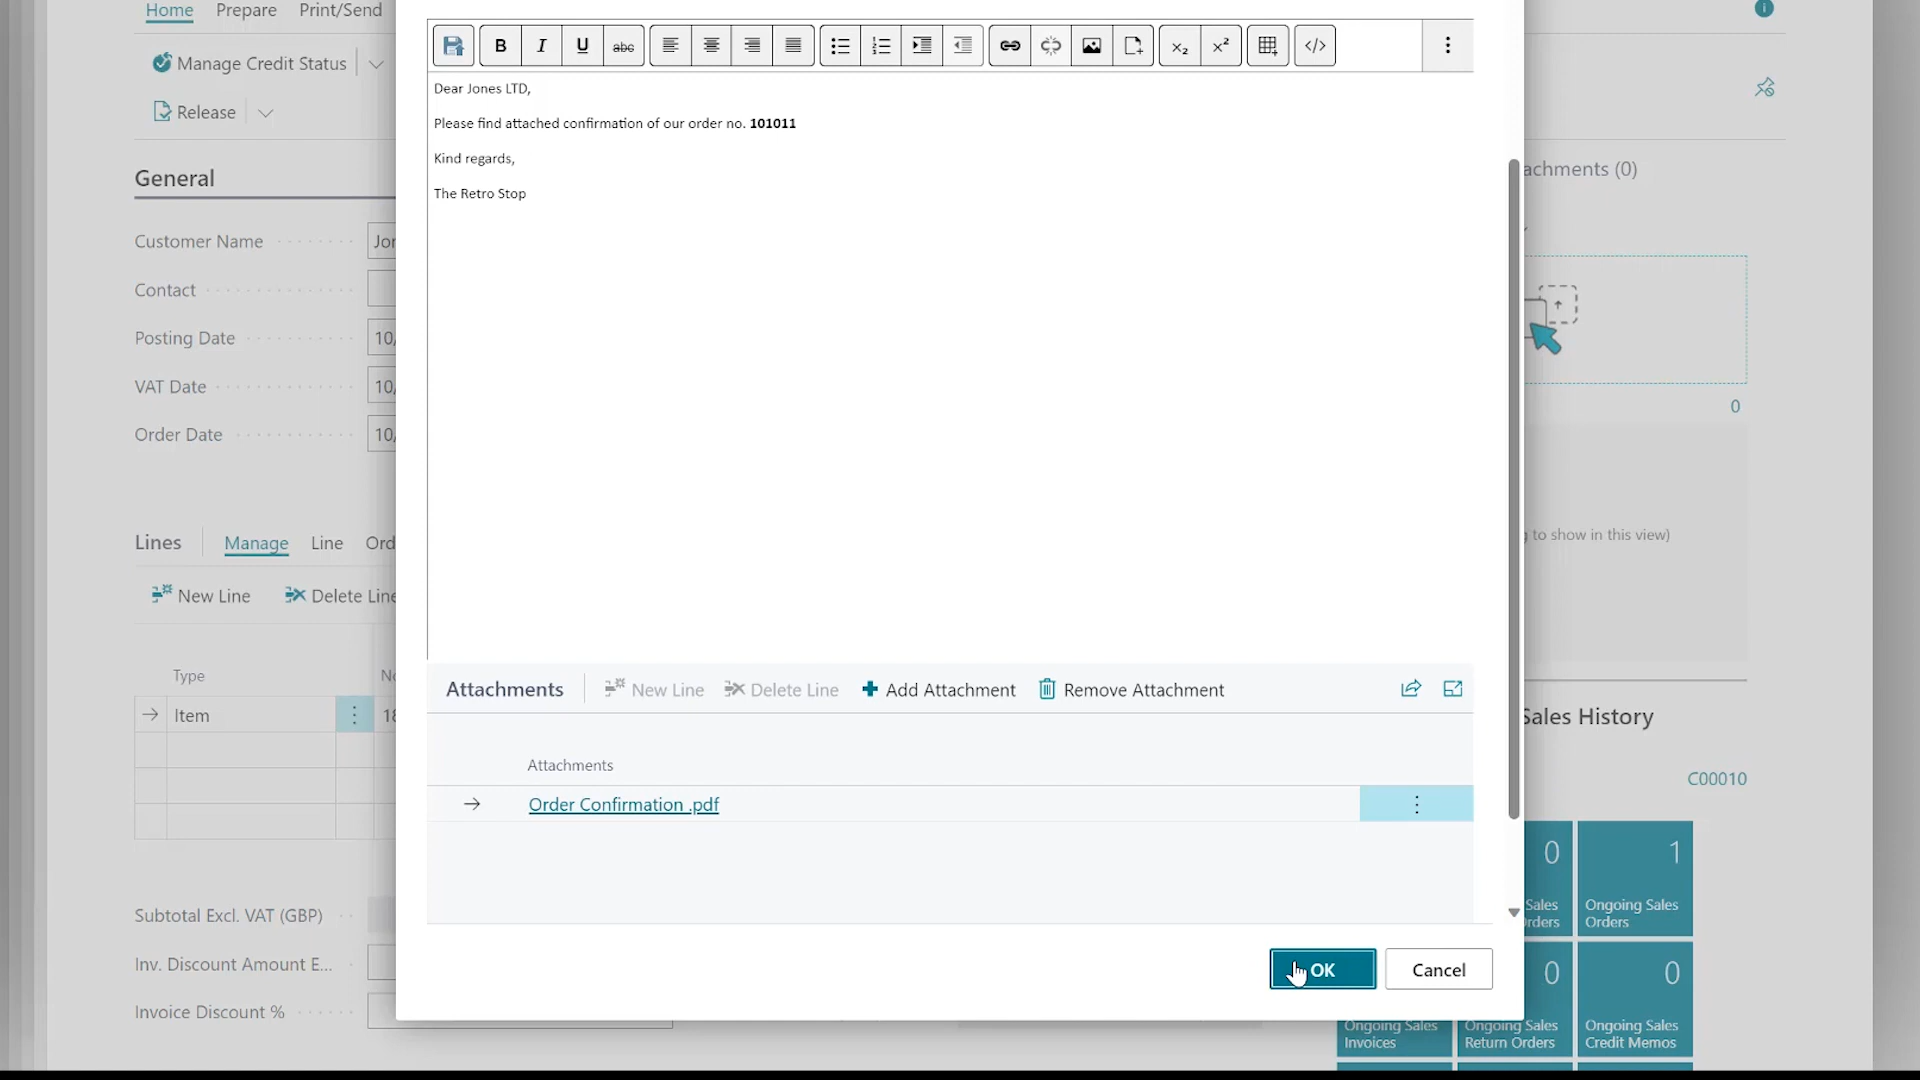 Home Prepare Print/Send
Manage Credit Status
Release
General
Customer Name
Contact
Posting Date 10/
VAT Date 10/
Order Date 10/
Lines Manage Line Ord
New Line Delete Line
Type
Item 18
Subtotal Excl. VAT (GBP)
Inv. Discount Amount E...
Invoice Discount %
B I U abc
x₂ x² </>
Dear Jones LTD,
Please find attached confirmation of our order no. 101011
Kind regards,
The Retro Stop
Attachments New Line Delete Line Add Attachment Remove Attachment
Attachments
Order Confirmation .pdf
OK Cancel
achments (0)
0
to show in this view)
Sales History
C00010
0 Sales
1 Ongoing Sales
Orders
0
0
Ongoing Sales
Invoices
Ongoing Sales
Return Orders
Ongoing Sales
Credit Memos